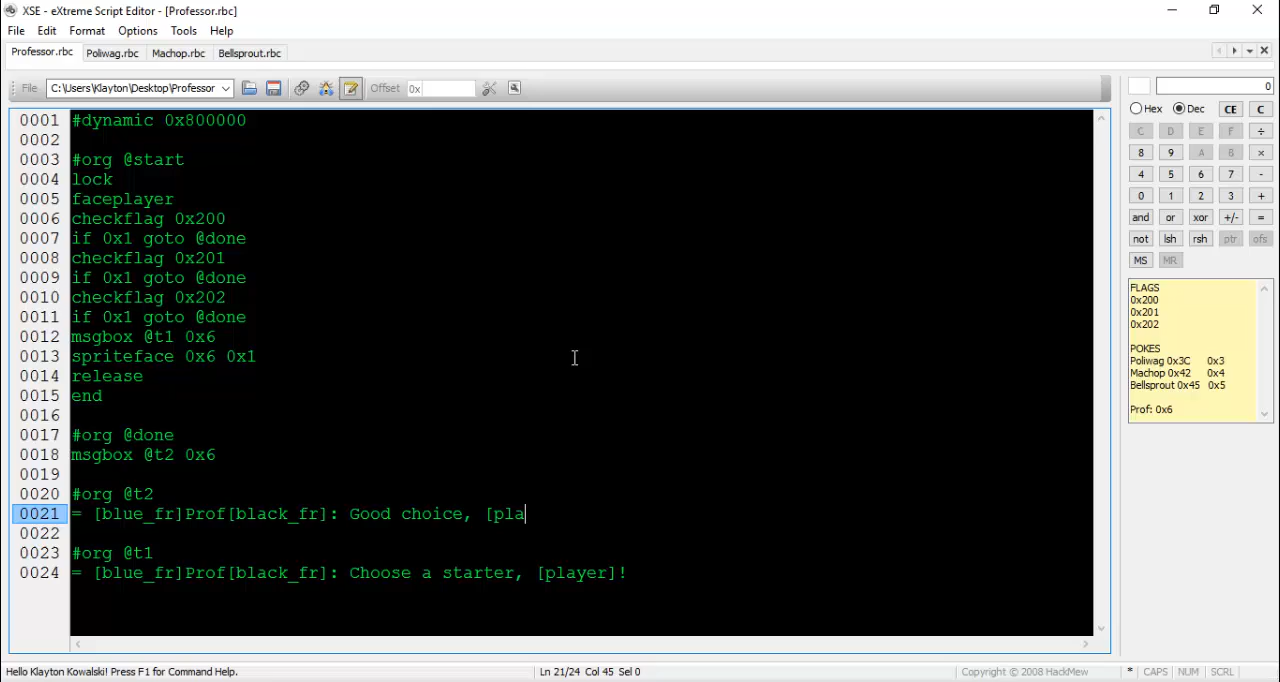 XSE - eXtreme Script Editor - [Professor.rbc]
File Edit Format Options Tools Help
Professor.rbc Poliwag.rbc Machop.rbc Bellsprout.rbc
File C:\Users\Klayton\Desktop\Professor Offset 0x
0
Hex Dec CE C
C D E F ÷
8 9 A B ×
4 5 6 7 -
0 1 2 3 +
and or xor +/- =
not lsh rsh ptr ofs
MS MR
FLAGS
0x200
0x201
0x202
POKES
Poliwag 0x3C 0x3
Machop 0x42 0x4
Bellsprout 0x45 0x5
Prof: 0x6
0001 #dynamic 0x800000
0002
0003 #org @start
0004 lock
0005 faceplayer
0006 checkflag 0x200
0007 if 0x1 goto @done
0008 checkflag 0x201
0009 if 0x1 goto @done
0010 checkflag 0x202
0011 if 0x1 goto @done
0012 msgbox @t1 0x6
0013 spriteface 0x6 0x1
0014 release
0015 end
0016
0017 #org @done
0018 msgbox @t2 0x6
0019
0020 #org @t2
0021 = [blue_fr]Prof[black_fr]: Good choice, [pla
0022
0023 #org @t1
0024 = [blue_fr]Prof[black_fr]: Choose a starter, [player]!
Hello Klayton Kowalski! Press F1 for Command Help. Ln 21/24 Col 45 Sel 0 Copyright © 2008 HackMew * CAPS NUM SCRL